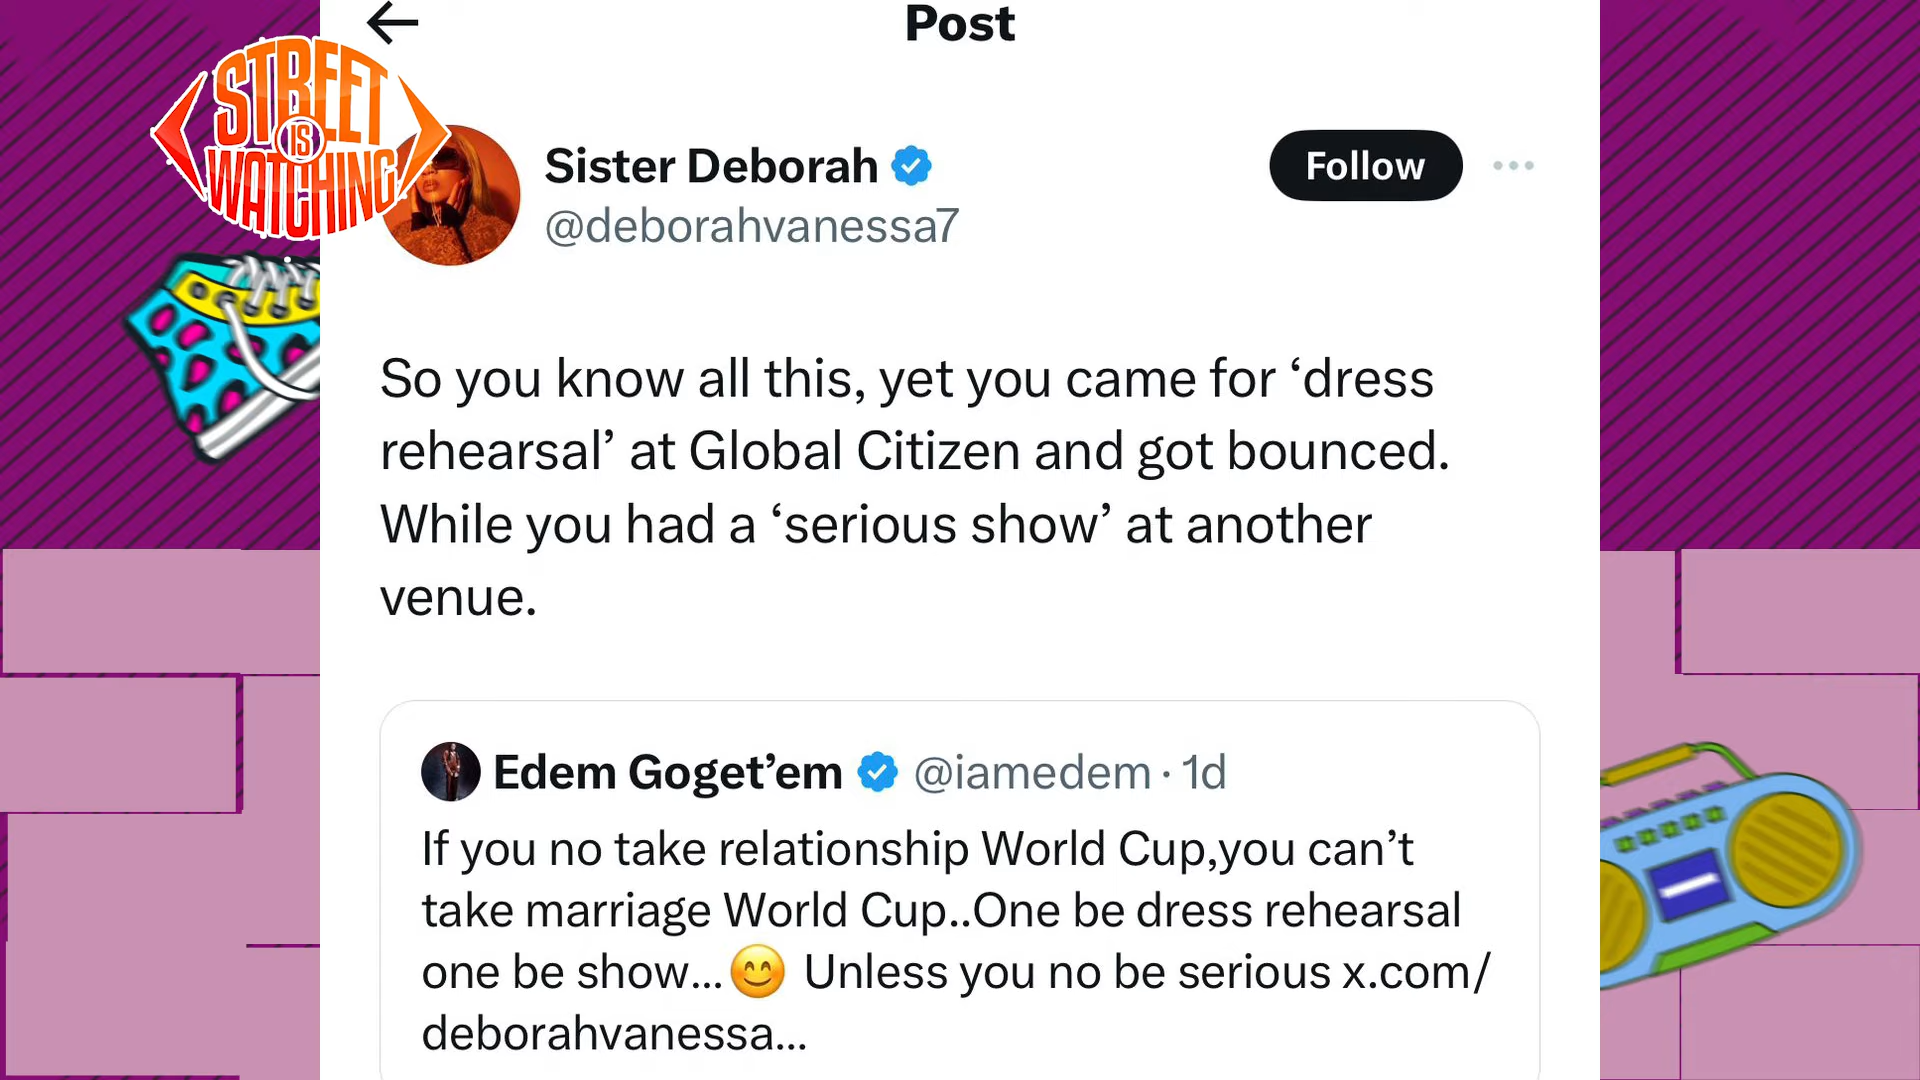 Post
STREET
IS
WATCHING
Sister Deborah
Follow
@deborahvanessa7
So you know all this, yet you came for ‘dress
rehearsal’ at Global Citizen and got bounced.
While you had a ‘serious show’ at another
venue.
Edem Goget’em @iamedem · 1d
If you no take relationship World Cup,you can’t
take marriage World Cup..One be dress rehearsal
one be show...😊 Unless you no be serious x.com/
deborahvanessa...